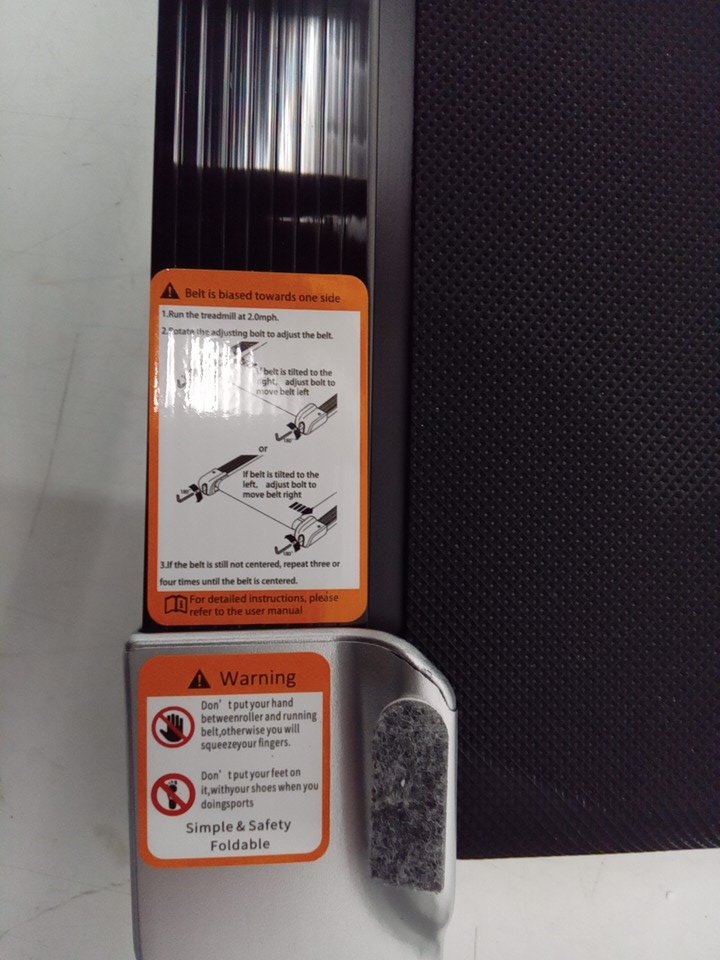 Belt is biased towards one side
1.Run the treadmill at 2.0mph.
2.Rotate the adjusting bolt to adjust the belt.
If belt is tilted to the
right, adjust bolt to
move belt left
180°
or
If belt is tilted to the
left, adjust bolt to
move belt right
180°
180°
3.If the belt is still not centered, repeat three or
four times until the belt is centered.
For detailed instructions, please
refer to the user manual
Warning
Don't put your hand
betweenroller and running
belt,otherwise you will
squeezeyour fingers.
Don't put your feet on
it,withyour shoes when you
doingsports
Simple & Safety
Foldable